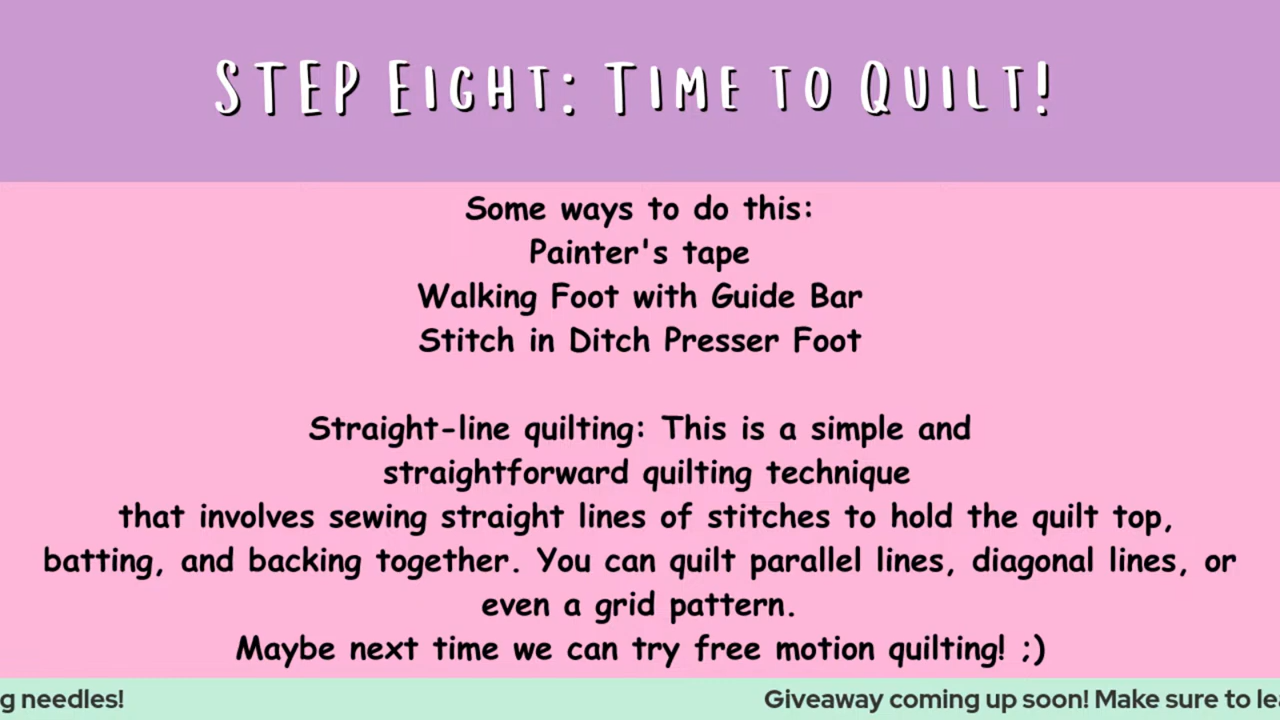 STEP EIGHT: TIME TO QUILT!
Some ways to do this:
Painter's tape
Walking Foot with Guide Bar
Stitch in Ditch Presser Foot
Straight-line quilting: This is a simple and
straightforward quilting technique
that involves sewing straight lines of stitches to hold the quilt top,
batting, and backing together. You can quilt parallel lines, diagonal lines, or
even a grid pattern.
Maybe next time we can try free motion quilting! ;)
needles! Giveaway coming up soon! Make sure to